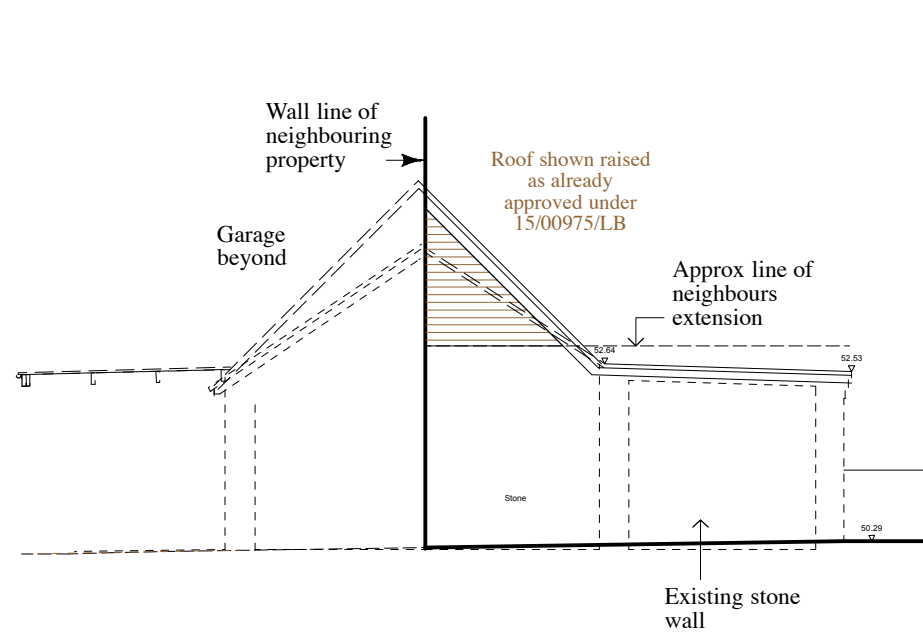 Wall line of
neighbouring
property
Roof shown raised
as already
approved under
15/00975/LB
Garage
beyond
Approx line of
neighbours
extension
52.64
52.53
Stone
50.29
Existing stone
wall